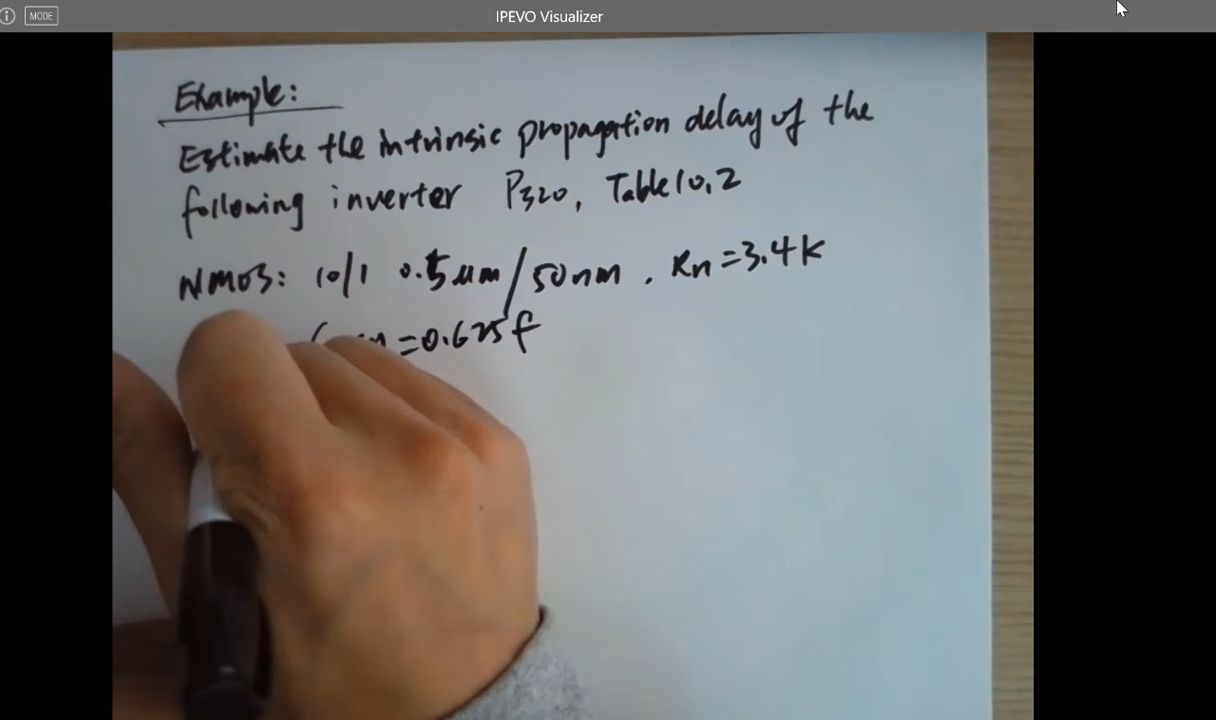 MODE
IPEVO Visualizer
Example:
Estimate the intrinsic propagation delay of the
following inverter P320, Table 10.2
NMOS: 10/1 0.5μm/50nm. Rn=3.4K
=0.625f